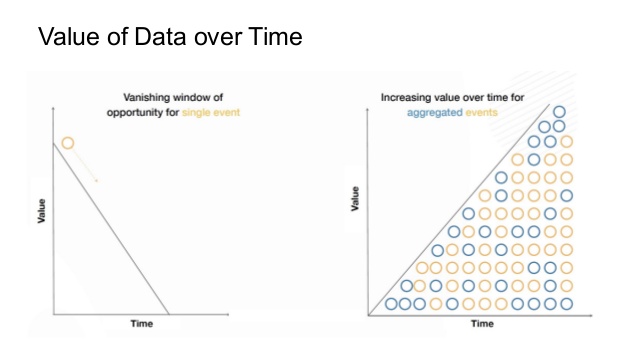 Value of Data over Time
Vanishing window of
opportunity for single event
Value
Time
Increasing value over time for
aggregated events
Value
Time